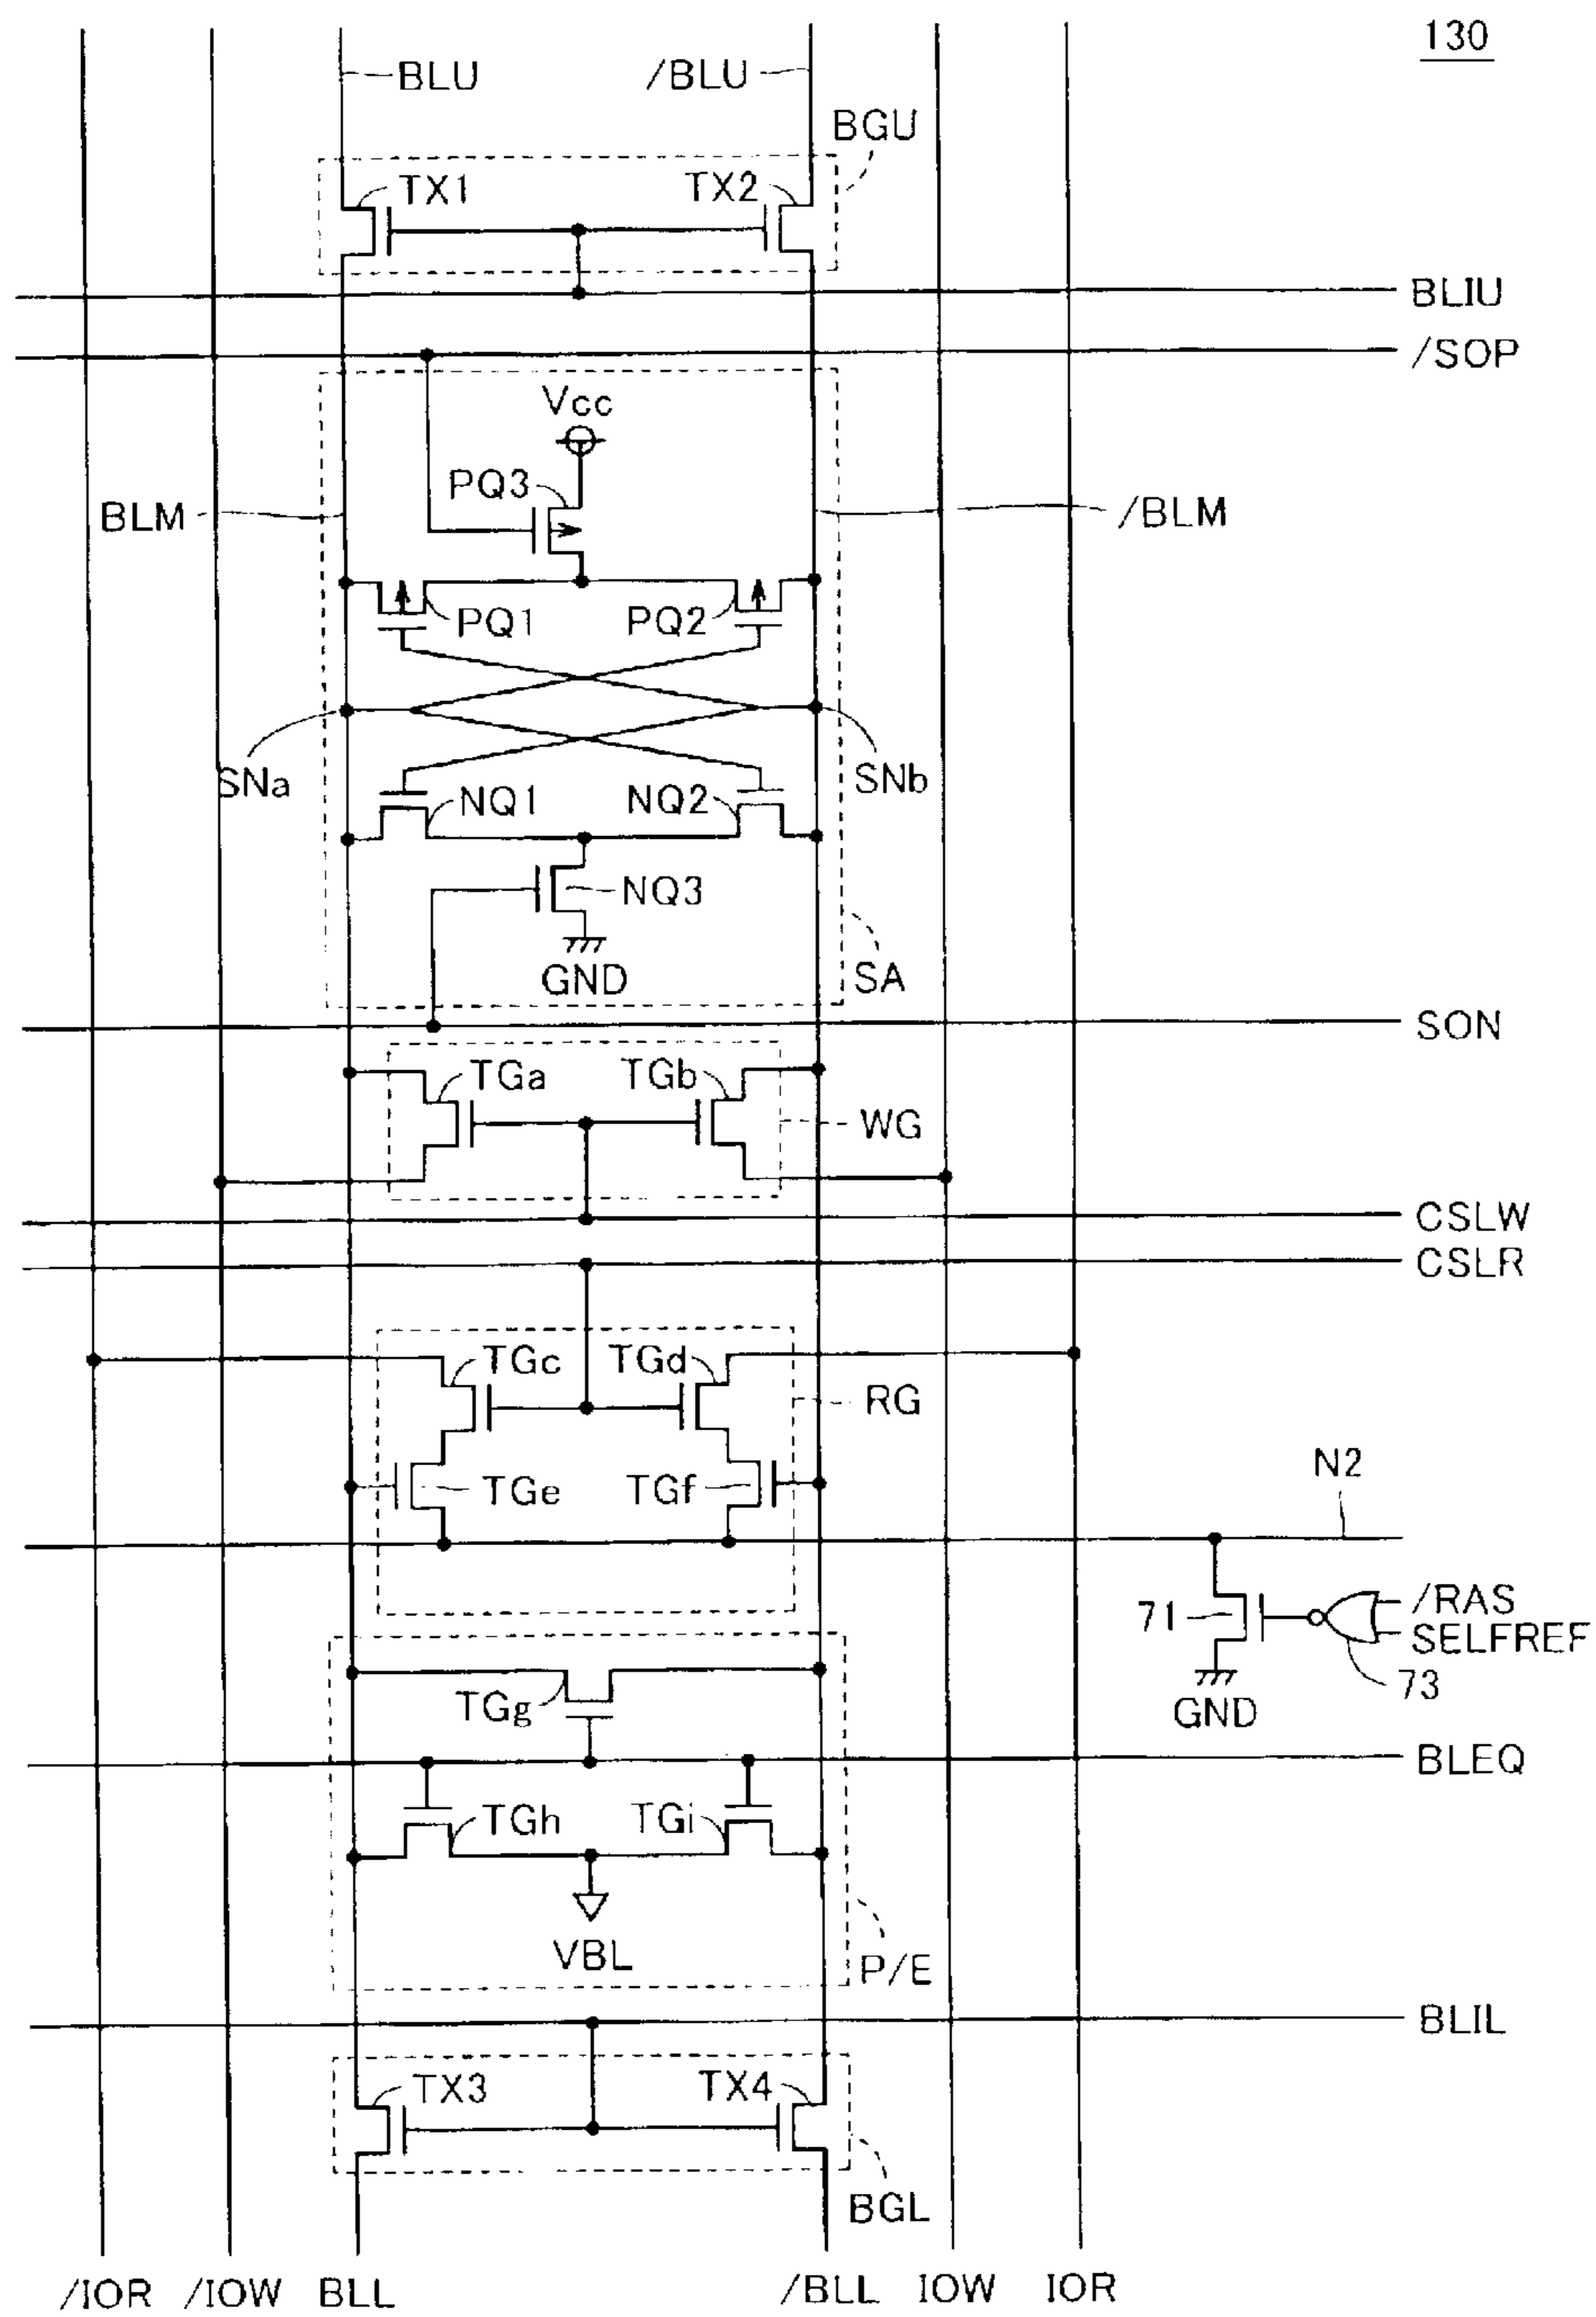 130
BLU
/BLU
BGU
TX1
TX2
BLIU
/SOP
Vcc
PQ3
BLM
/BLM
PQ1
PQ2
SNa
SNb
NQ1
NQ2
NQ3
GND
SA
SON
TGa
TGb
WG
CSLW
CSLR
TGc
TGd
RG
TGe
TGf
N2
71
/RAS
SELFREF
73
GND
TGg
BLEQ
TGh
TGi
VBL
P/E
BLIL
TX3
TX4
BGL
/IOR
/IOW
BLL
/BLL
IOW
IOR